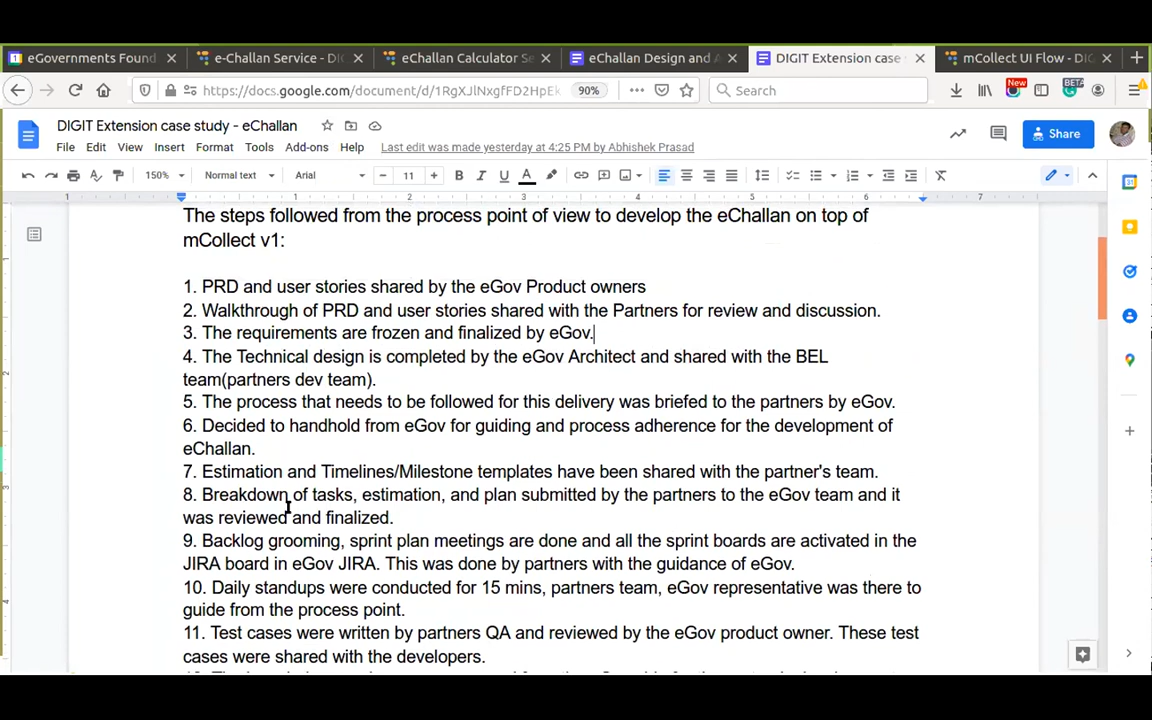 eGovernments Found
e-Challan Service - DI
eChallan Calculator Se
eChallan Design and A
DIGIT Extension case
mCollect UI Flow - DIG
https://docs.google.com/document/d/1RgXJlNxgfFD2HpEk
90%
Search
New
BETA
DIGIT Extension case study - eChallan
File Edit View Insert Format Tools Add-ons Help Last edit was made yesterday at 4:25 PM by Abhishek Prasad
Share
150% Normal text Arial 11
1 1 2 3 4 5 6 7
The steps followed from the process point of view to develop the eChallan on top of
mCollect v1:
1. PRD and user stories shared by the eGov Product owners
2. Walkthrough of PRD and user stories shared with the Partners for review and discussion.
3. The requirements are frozen and finalized by eGov.
4. The Technical design is completed by the eGov Architect and shared with the BEL
team(partners dev team).
5. The process that needs to be followed for this delivery was briefed to the partners by eGov.
6. Decided to handhold from eGov for guiding and process adherence for the development of
eChallan.
7. Estimation and Timelines/Milestone templates have been shared with the partner's team.
8. Breakdown of tasks, estimation, and plan submitted by the partners to the eGov team and it
was reviewed and finalized.
9. Backlog grooming, sprint plan meetings are done and all the sprint boards are activated in the
JIRA board in eGov JIRA. This was done by partners with the guidance of eGov.
10. Daily standups were conducted for 15 mins, partners team, eGov representative was there to
guide from the process point.
11. Test cases were written by partners QA and reviewed by the eGov product owner. These test
cases were shared with the developers.